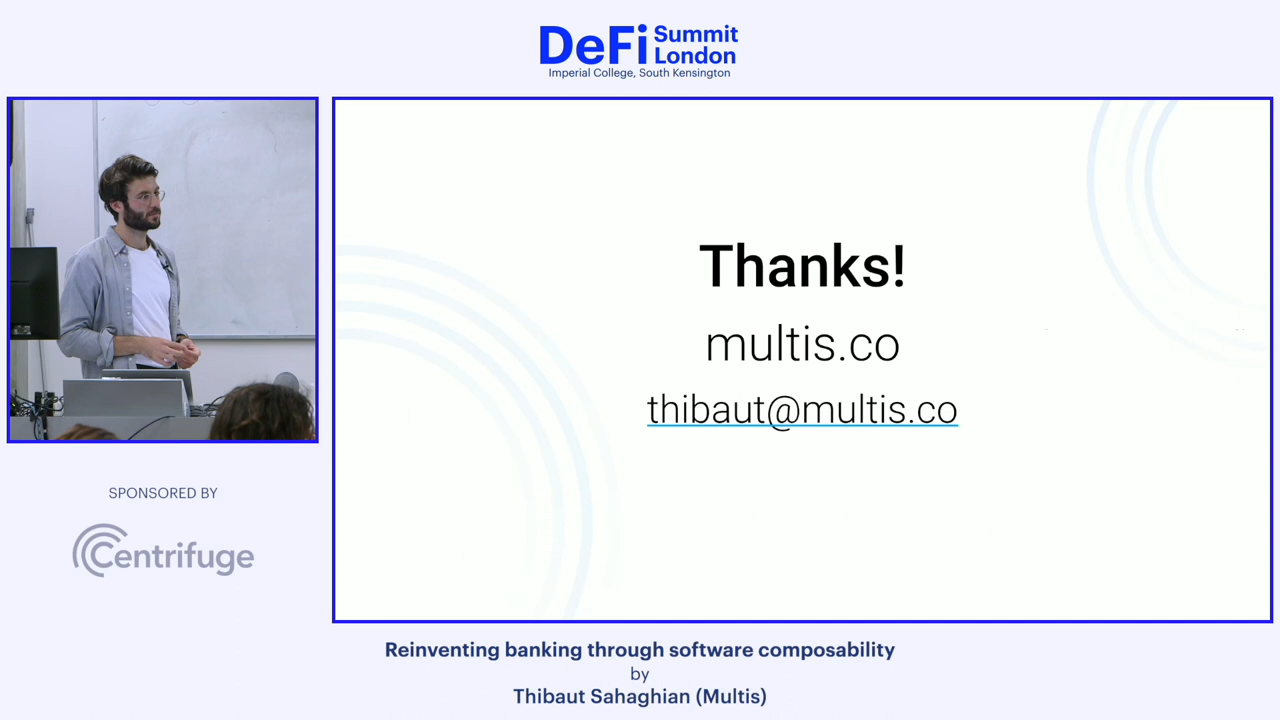 DeFi Summit London
Imperial College, South Kensington
Thanks!
multis.co
thibaut@multis.co
SPONSORED BY
Centrifuge
Reinventing banking through software composability
by
Thibaut Sahaghian (Multis)